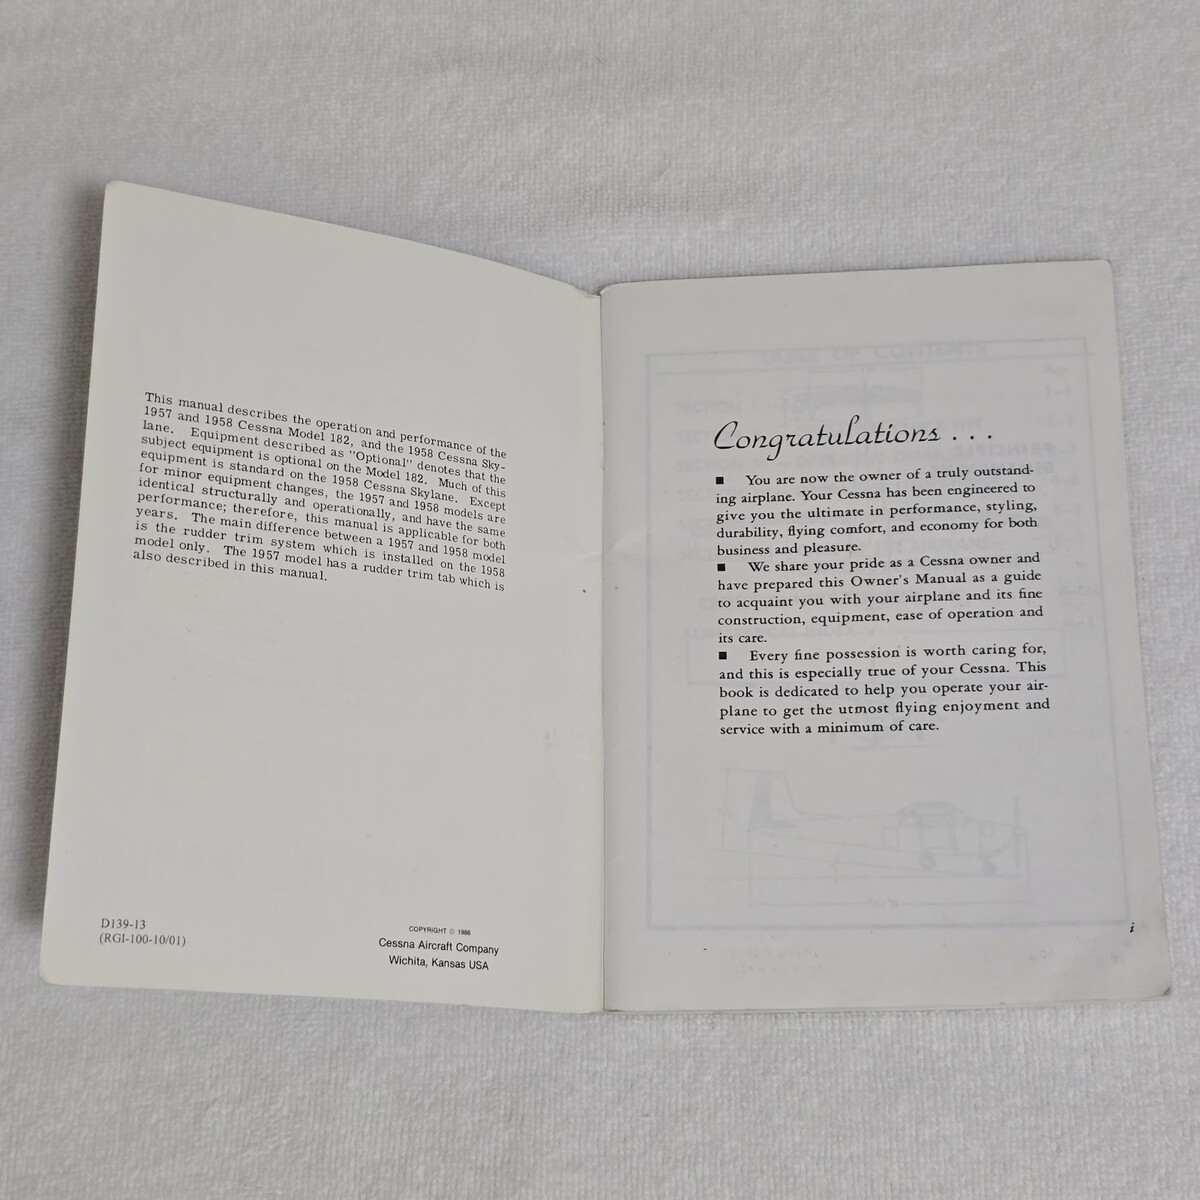 This manual describes the operation and performance of the
1957 and 1958 Cessna Model 182, and the 1958 Cessna Sky-
lane. Equipment described as "Optional" denotes that the
subject equipment is optional on the Model 182. Much of this
equipment is standard on the 1958 Cessna Skylane. Except
for minor equipment changes, the 1957 and 1958 models are
identical structurally and operationally, and have the same
performance; therefore, this manual is applicable for both
years. The main difference between a 1957 and 1958 model
is the rudder trim system which is installed on the 1958
model only. The 1957 model has a rudder trim tab which is
also described in this manual.
D139-13
(RGI-100-10/01)
COPYRIGHT © 1986
Cessna Aircraft Company
Wichita, Kansas USA
Congratulations . . .
■ You are now the owner of a truly outstand-
ing airplane. Your Cessna has been engineered to
give you the ultimate in performance, styling,
durability, flying comfort, and economy for both
business and pleasure.
■ We share your pride as a Cessna owner and
have prepared this Owner's Manual as a guide
to acquaint you with your airplane and its fine
construction, equipment, ease of operation and
its care.
■ Every fine possession is worth caring for,
and this is especially true of your Cessna. This
book is dedicated to help you operate your air-
plane to get the utmost flying enjoyment and
service with a minimum of care.
i